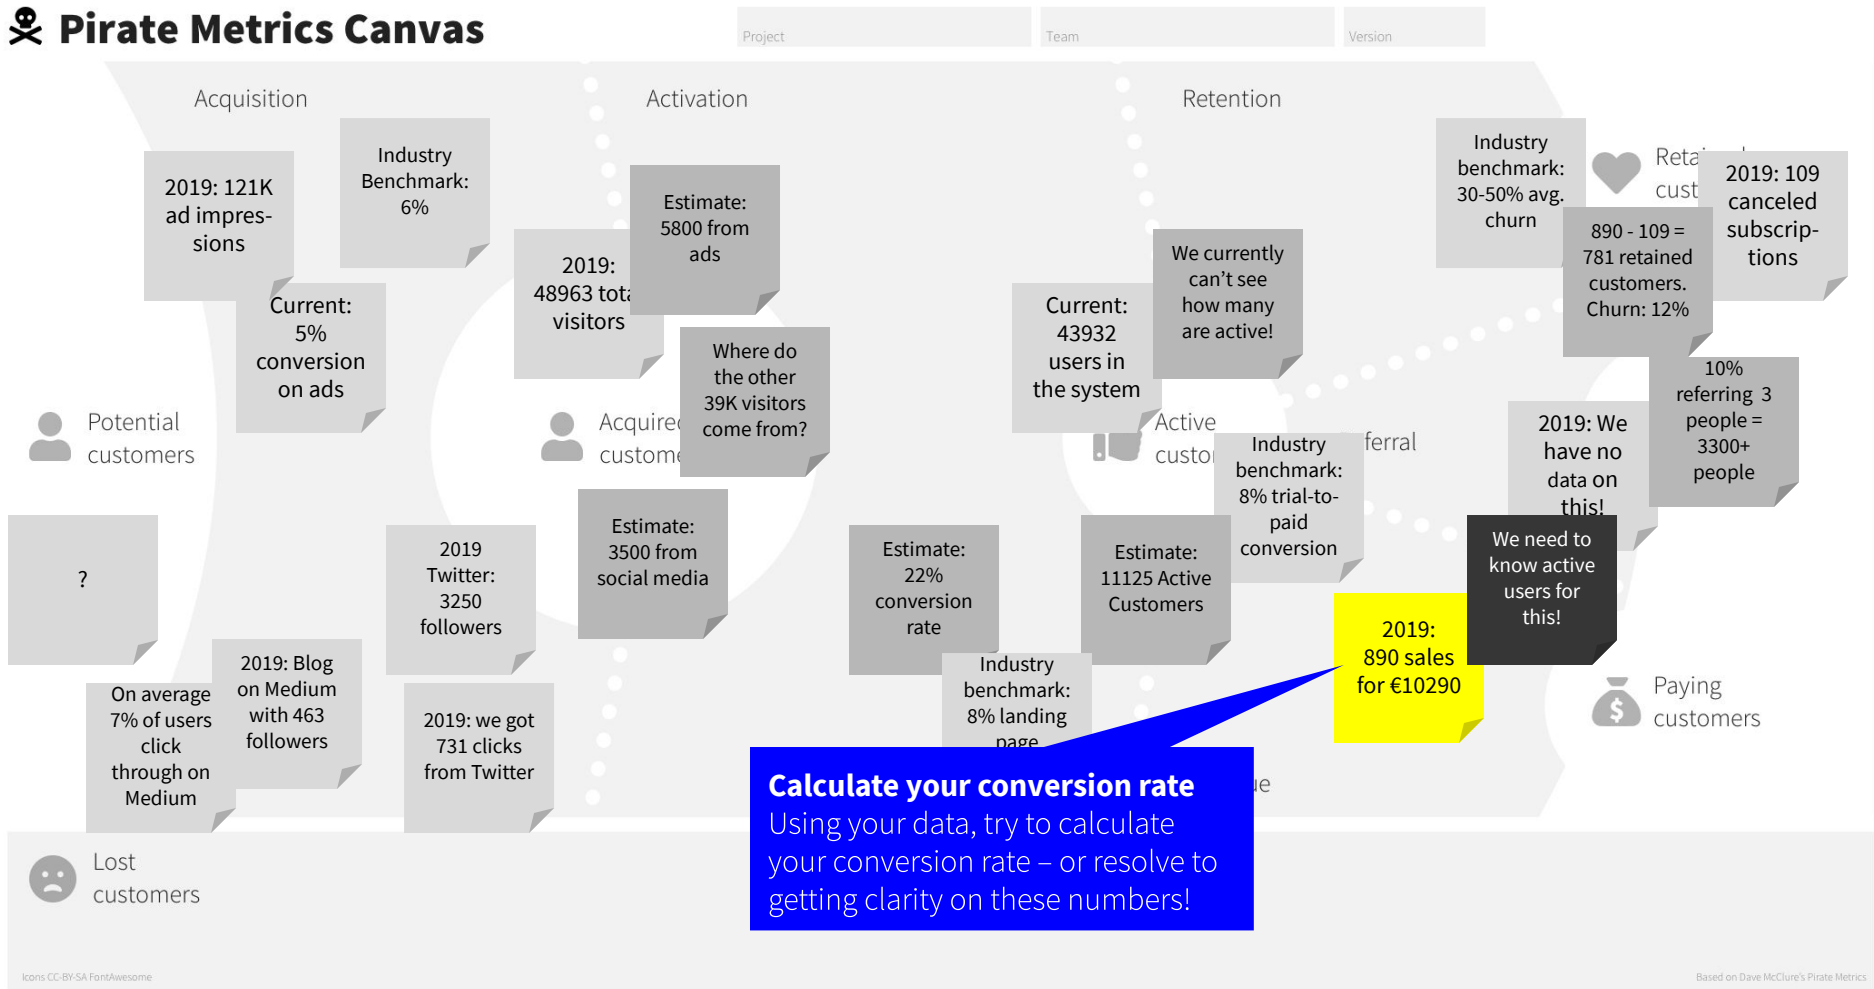 Pirate Metrics Canvas
Project
Team
Version
Acquisition
Activation
Retention
2019: 121K
ad impres-
sions
Industry
Benchmark:
6%
Current:
5%
conversion
on ads
2019:
48963
visitors
Estimate:
5800 from
ads
Where do
the other
39K visitors
come from?
Current:
43932
users in
the system
We currently
can't see
how many
are active!
Industry
benchmark:
30-50% avg.
churn
2019: 109
canceled
subscrip-
tions
890 - 109 =
781 retained
customers.
Churn: 12%
10%
referring 3
people =
3300+
people
2019: We
have no
data on
this!
We need to
know active
users for
this!
Potential
customers
Active
Industry
benchmark:
8% trial-to-
paid
conversion
?
2019
Twitter:
3250
followers
Estimate:
3500 from
social media
Estimate:
22%
conversion
rate
Estimate:
11125 Active
Customers
2019:
890 sales
for €10290
On average
7% of users
click
through on
Medium
2019: Blog
on Medium
with 463
followers
2019: we got
731 clicks
from Twitter
Industry
benchmark:
8% landing
page
Paying
customers
Calculate your conversion rate
Using your data, try to calculate
your conversion rate – or resolve to
getting clarity on these numbers!
Lost
customers
Icons CC-BY-SA FontAwesome
Based on Dave McClure's Pirate Metrics